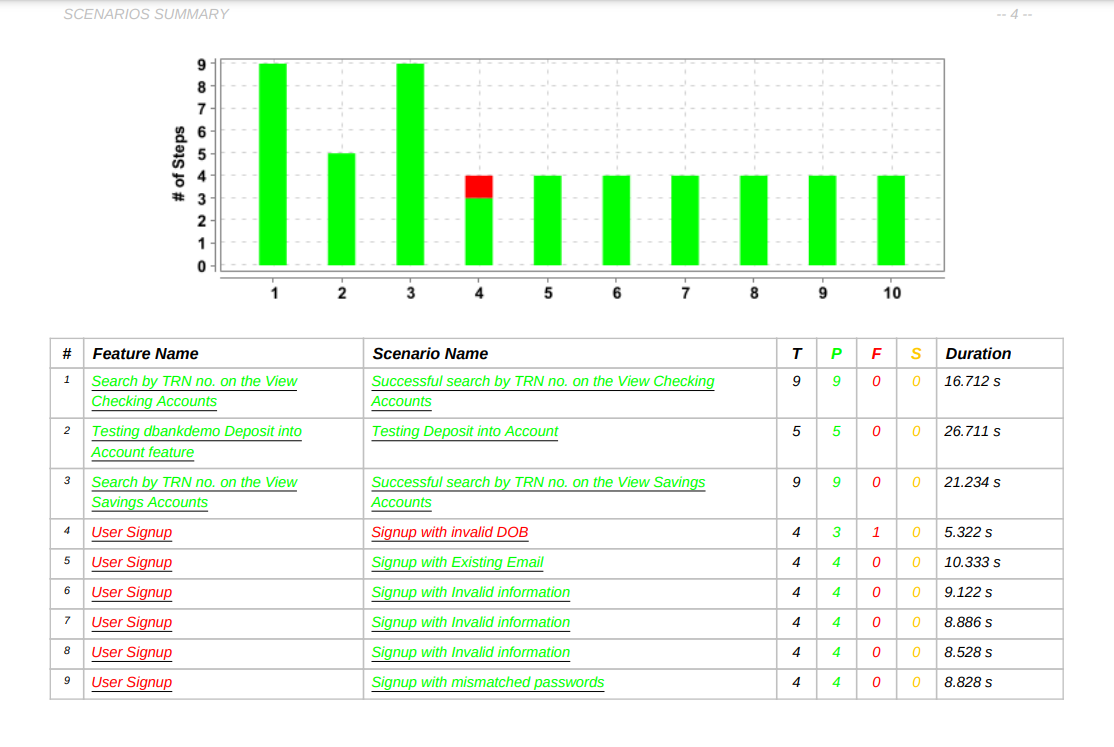 SCENARIOS SUMMARY -- 4 --
9
8
7
6
5
4
3
2
1
0
# of Steps
1 2 3 4 5 6 7 8 9 10
# Feature Name Scenario Name T P F S Duration
1 Search by TRN no. on the View Successful search by TRN no. on the View Checking 9 9 0 0 16.712 s
Checking Accounts Accounts
2 Testing dbankdemo Deposit into Testing Deposit into Account 5 5 0 0 26.711 s
Account feature
3 Search by TRN no. on the View Successful search by TRN no. on the View Savings 9 9 0 0 21.234 s
Savings Accounts Accounts
4 User Signup Signup with invalid DOB 4 3 1 0 5.322 s
5 User Signup Signup with Existing Email 4 4 0 0 10.333 s
6 User Signup Signup with Invalid information 4 4 0 0 9.122 s
7 User Signup Signup with Invalid information 4 4 0 0 8.886 s
8 User Signup Signup with Invalid information 4 4 0 0 8.528 s
9 User Signup Signup with mismatched passwords 4 4 0 0 8.828 s